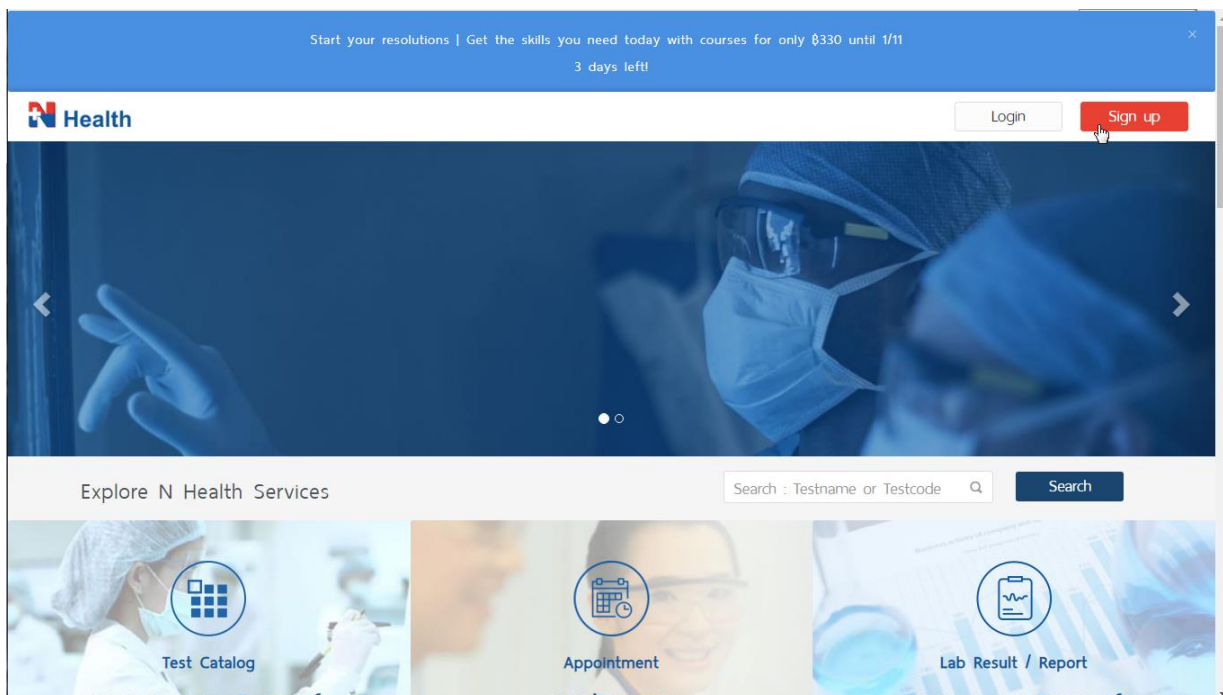 Start your resolutions | Get the skills you need today with courses for only ฿330 until 1/11
3 days left!
N Health
Login
Sign up
Explore N Health Services
Search : Testname or Testcode
Search
Test Catalog
Appointment
Lab Result / Report